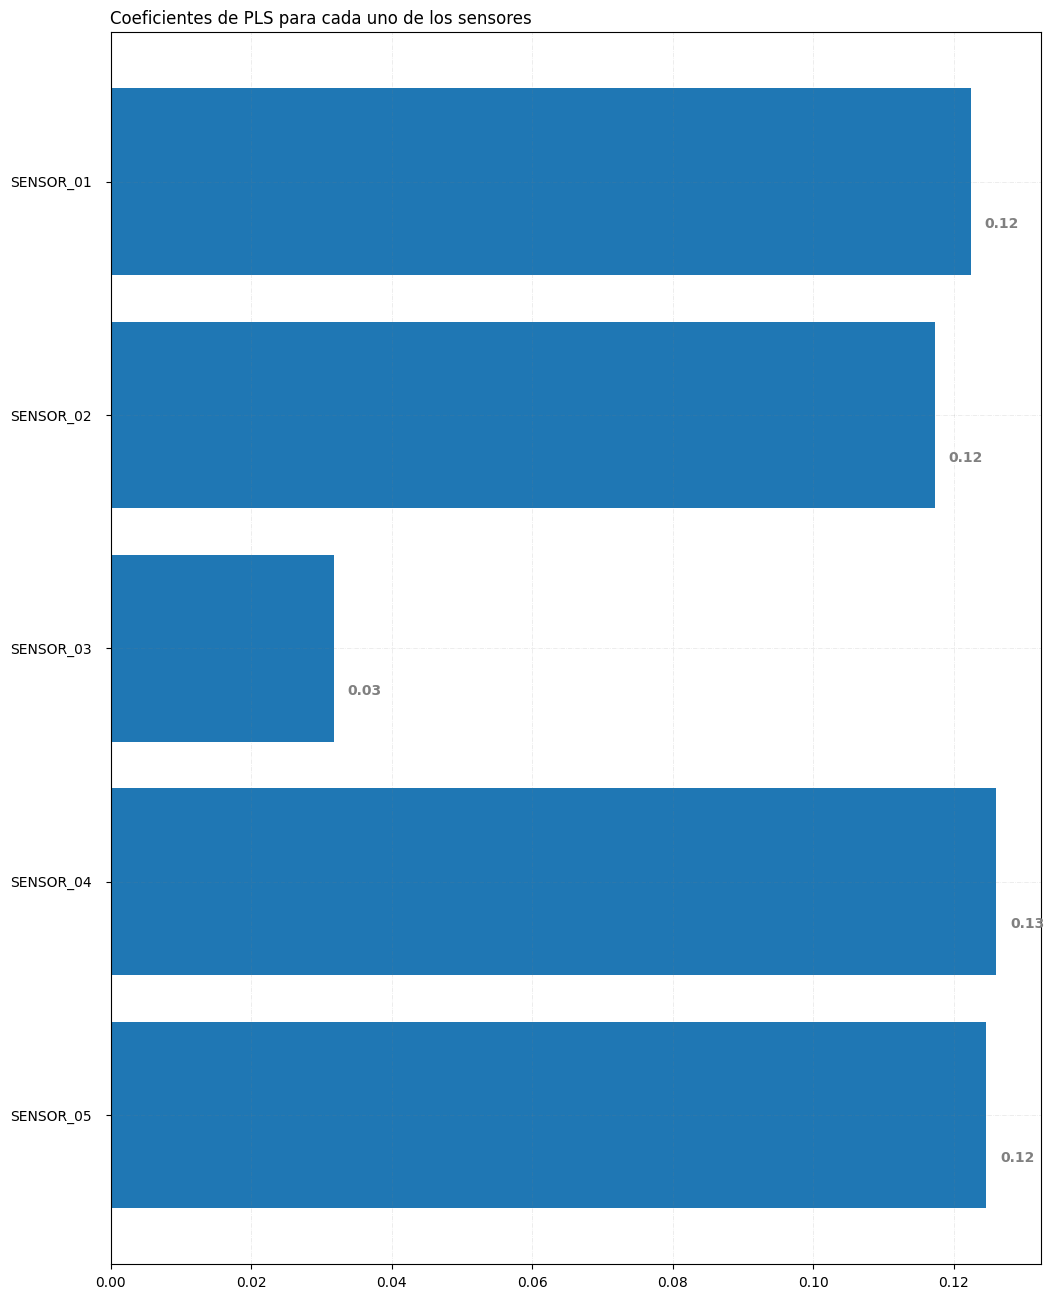 Coeficientes de PLS para cada uno de los sensores
SENSOR_01
0.12
SENSOR_02
0.12
SENSOR_03
0.03
SENSOR_04
0.13
SENSOR_05
0.12
0.00 0.02 0.04 0.06 0.08 0.10 0.12